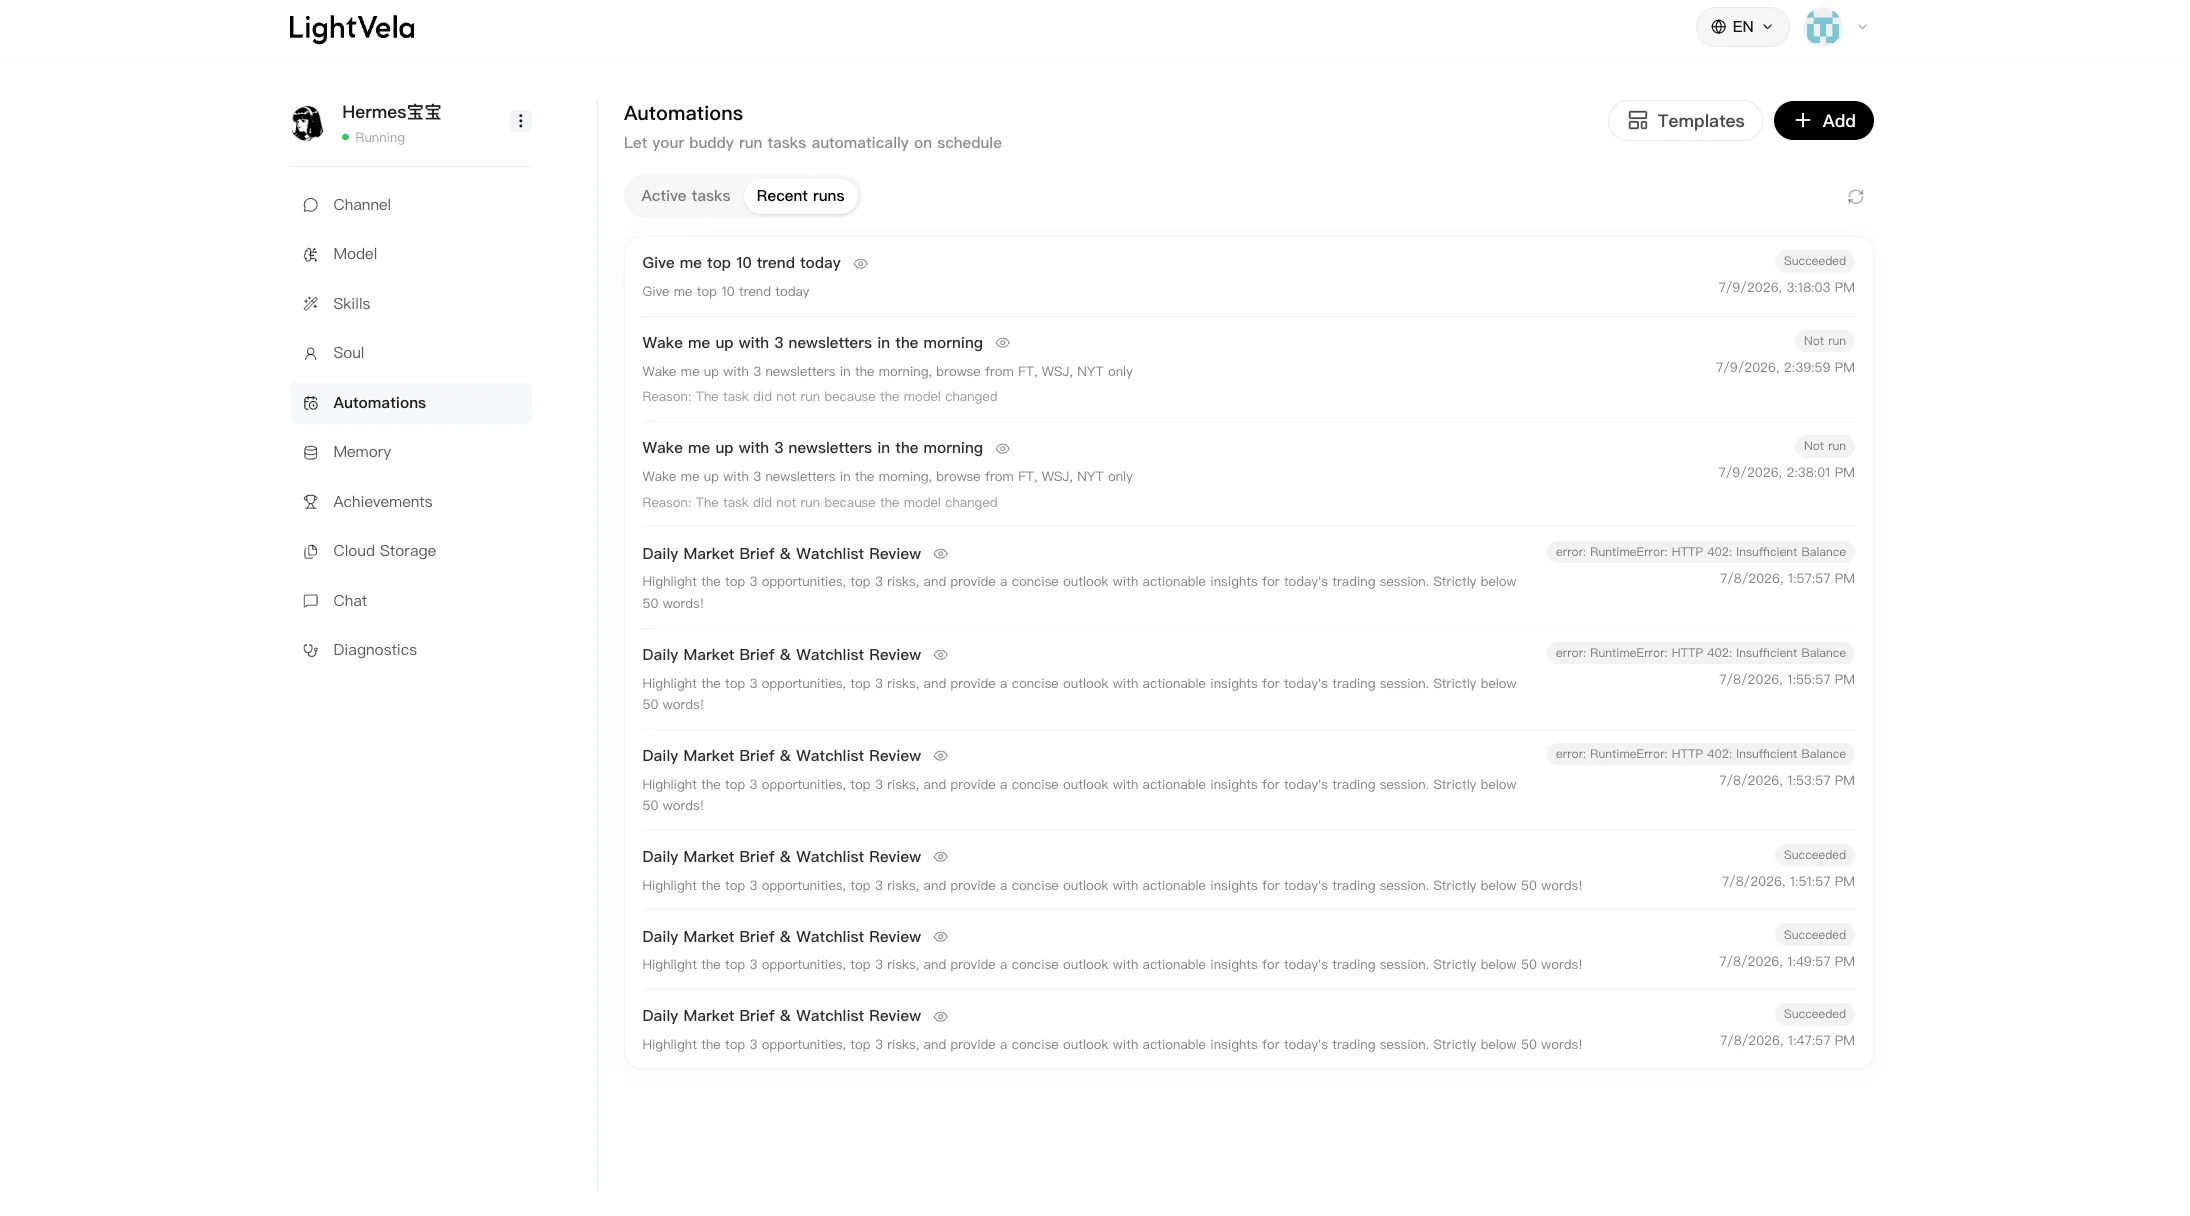 LightVela
EN
Hermes宝宝
Running
Channel
Model
Skills
Soul
Automations
Memory
Achievements
Cloud Storage
Chat
Diagnostics
Automations
Let your buddy run tasks automatically on schedule
Templates
Add
Active tasks
Recent runs
Give me top 10 trend today
Succeeded
Give me top 10 trend today
7/9/2026, 3:18:03 PM
Wake me up with 3 newsletters in the morning
Not run
Wake me up with 3 newsletters in the morning, browse from FT, WSJ, NYT only
7/9/2026, 2:39:59 PM
Reason: The task did not run because the model changed
Wake me up with 3 newsletters in the morning
Not run
Wake me up with 3 newsletters in the morning, browse from FT, WSJ, NYT only
7/9/2026, 2:38:01 PM
Reason: The task did not run because the model changed
Daily Market Brief & Watchlist Review
error: RuntimeError: HTTP 402: Insufficient Balance
Highlight the top 3 opportunities, top 3 risks, and provide a concise outlook with actionable insights for today's trading session. Strictly below
50 words!
7/8/2026, 1:57:57 PM
Daily Market Brief & Watchlist Review
error: RuntimeError: HTTP 402: Insufficient Balance
Highlight the top 3 opportunities, top 3 risks, and provide a concise outlook with actionable insights for today's trading session. Strictly below
50 words!
7/8/2026, 1:55:57 PM
Daily Market Brief & Watchlist Review
error: RuntimeError: HTTP 402: Insufficient Balance
Highlight the top 3 opportunities, top 3 risks, and provide a concise outlook with actionable insights for today's trading session. Strictly below
50 words!
7/8/2026, 1:53:57 PM
Daily Market Brief & Watchlist Review
Succeeded
Highlight the top 3 opportunities, top 3 risks, and provide a concise outlook with actionable insights for today's trading session. Strictly below 50 words!
7/8/2026, 1:51:57 PM
Daily Market Brief & Watchlist Review
Succeeded
Highlight the top 3 opportunities, top 3 risks, and provide a concise outlook with actionable insights for today's trading session. Strictly below 50 words!
7/8/2026, 1:49:57 PM
Daily Market Brief & Watchlist Review
Succeeded
Highlight the top 3 opportunities, top 3 risks, and provide a concise outlook with actionable insights for today's trading session. Strictly below 50 words!
7/8/2026, 1:47:57 PM